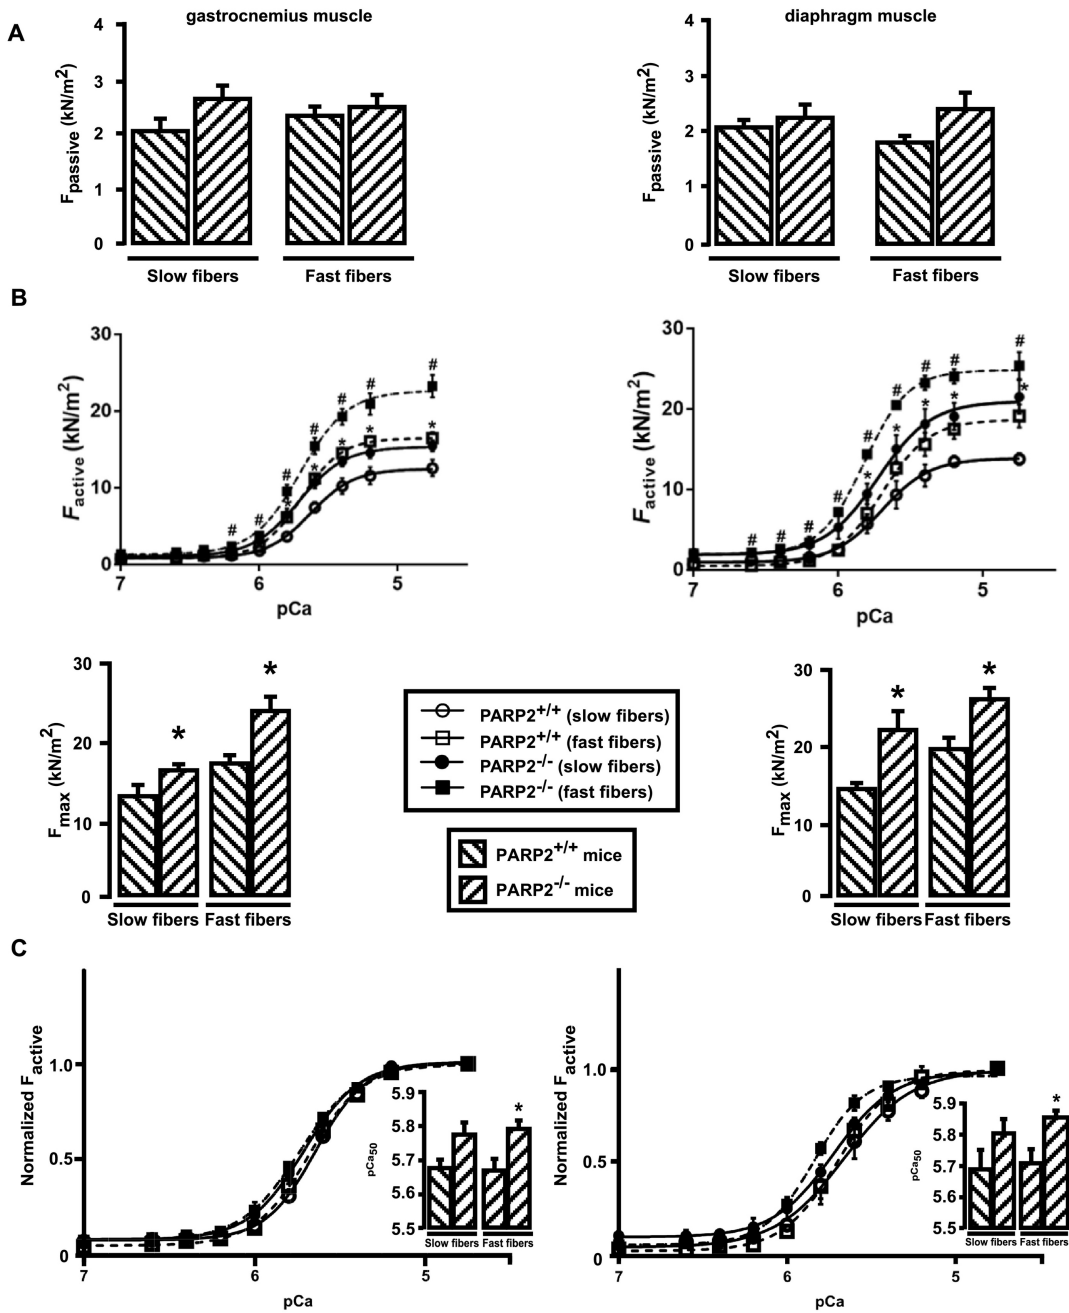 A
gastrocnemius muscle
diaphragm muscle
4
3
2
1
0
Fpassive (kN/m2)
Slow fibers
Fast fibers
4
3
2
1
0
Fpassive (kN/m2)
Slow fibers
Fast fibers
B
30
20
10
0
Factive (kN/m2)
# # # # # # # #
* * * * *
7
6
5
pCa
30
20
10
0
Factive (kN/m2)
# # # # # # # # #
* * * * *
7
6
5
pCa
30
20
10
0
Fmax (kN/m2)
*
*
Slow fibers
Fast fibers
PARP2+/+ (slow fibers)
PARP2+/+ (fast fibers)
PARP2-/- (slow fibers)
PARP2-/- (fast fibers)
PARP2+/+ mice
PARP2-/- mice
30
20
10
0
Fmax (kN/m2)
*
*
Slow fibers
Fast fibers
C
1.0
0.5
0
Normalized Factive
7
6
5
pCa
5.9
5.8
5.7
5.6
5.5
pCa50
*
Slow fibers
Fast fibers
1.0
0.5
0
Normalized Factive
7
6
5
pCa
5.9
5.8
5.7
5.6
5.5
pCa50
*
Slow fibers
Fast fibers